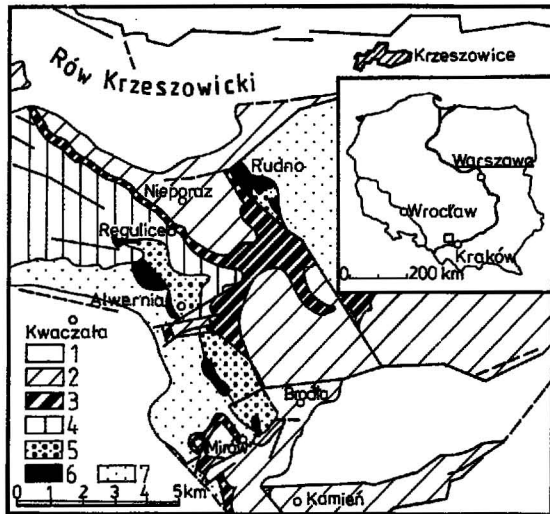 Rów Krzeszowicki
Krzeszowice
Warszawa
Wrocław
Kraków
0 200 km
Rudno
Nieporaz
Regulice
Alwernia
Kwaczała
1
2
3
4
5
6 7
Brodła
Mirów
0 1 2 3 4 5km
Kamień